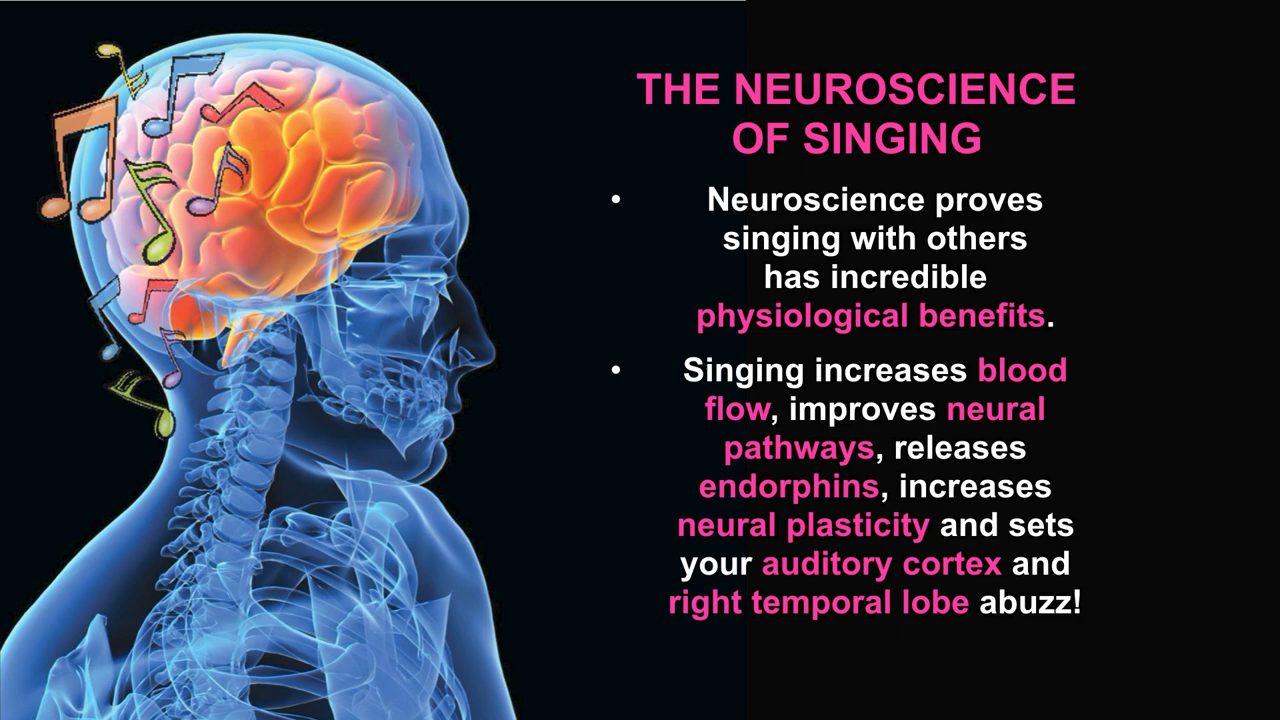 THE NEUROSCIENCE
OF SINGING
• Neuroscience proves
singing with others
has incredible
physiological benefits.
• Singing increases blood
flow, improves neural
pathways, releases
endorphins, increases
neural plasticity and sets
your auditory cortex and
right temporal lobe abuzz!